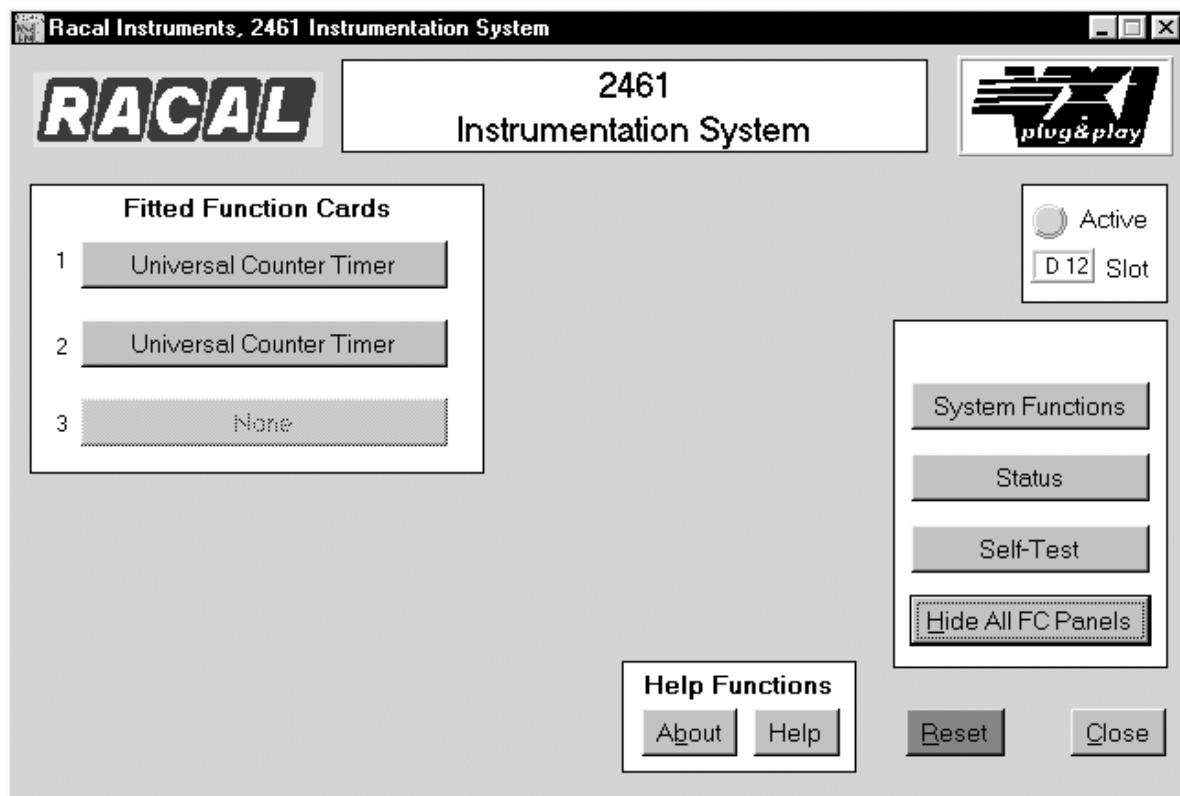 Racal Instruments, 2461 Instrumentation System
RACAL
2461
Instrumentation System
VXI
plug&play
Fitted Function Cards
1 Universal Counter Timer
2 Universal Counter Timer
3 None
Active
D 12 Slot
System Functions
Status
Self-Test
Hide All FC Panels
Help Functions
About Help
Reset
Close